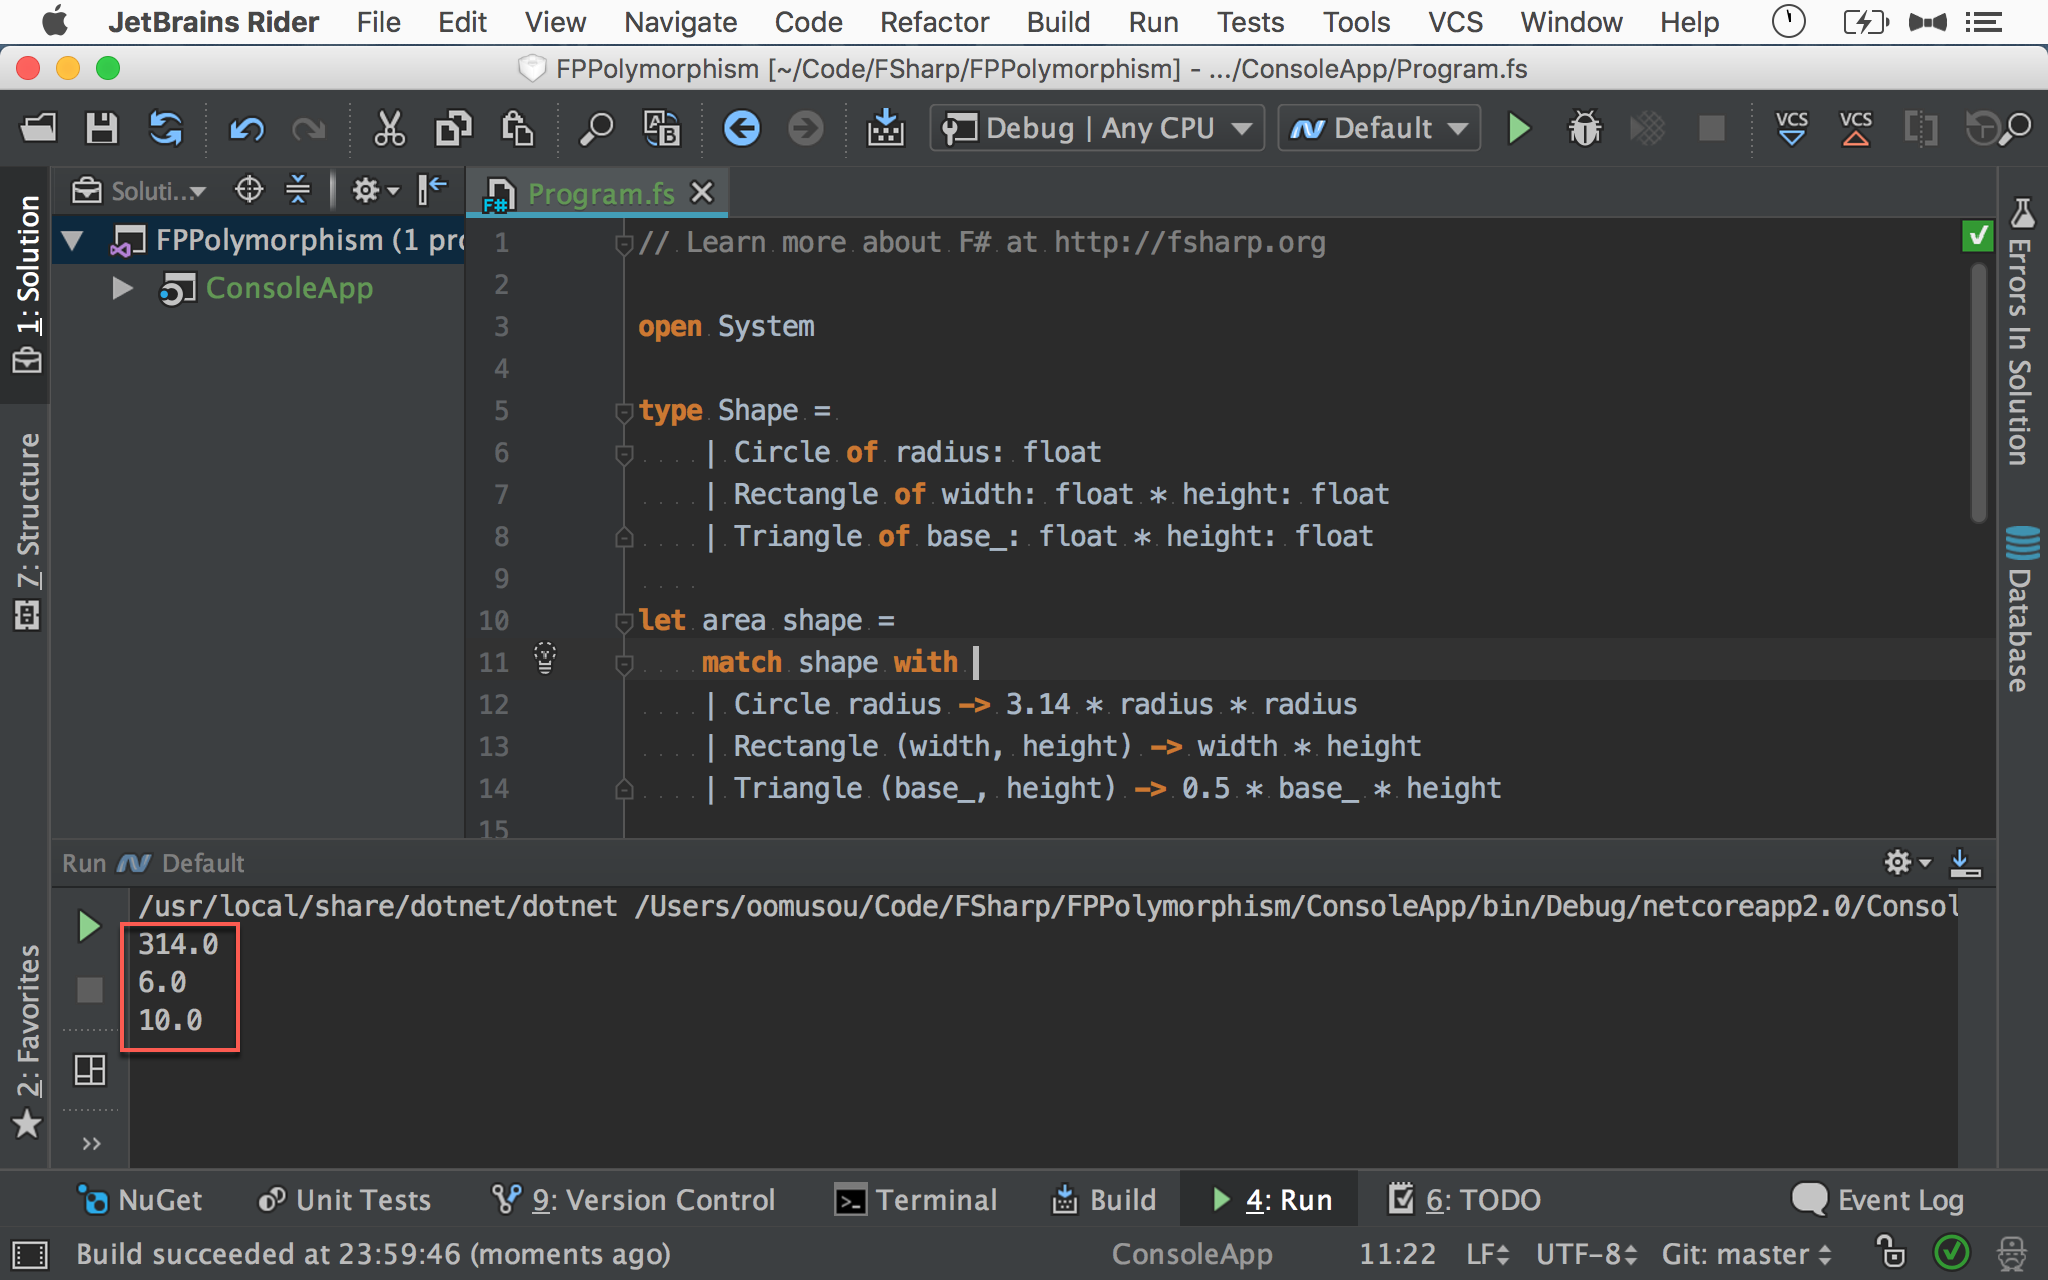 JetBrains Rider File Edit View Navigate Code Refactor Build Run Tests Tools VCS Window Help
FPPolymorphism [~/Code/FSharp/FPPolymorphism] - .../ConsoleApp/Program.fs
Debug | Any CPU Default VCS VCS
Soluti... Program.fs
1: Solution
7: Structure
2: Favorites
FPPolymorphism (1 pro
ConsoleApp
1 // Learn more about F# at http://fsharp.org
2
3 open System
4
5 type Shape =
6 | Circle of radius: float
7 | Rectangle of width: float * height: float
8 | Triangle of base_: float * height: float
9
10 let area shape =
11 match shape with
12 | Circle radius -> 3.14 * radius * radius
13 | Rectangle (width, height) -> width * height
14 | Triangle (base_, height) -> 0.5 * base_ * height
15
Errors In Solution
Database
Run Default
/usr/local/share/dotnet/dotnet /Users/oomusou/Code/FSharp/FPPolymorphism/ConsoleApp/bin/Debug/netcoreapp2.0/Consol
314.0
6.0
10.0
NuGet Unit Tests 9: Version Control Terminal Build 4: Run 6: TODO Event Log
Build succeeded at 23:59:46 (moments ago) ConsoleApp 11:22 LF UTF-8 Git: master